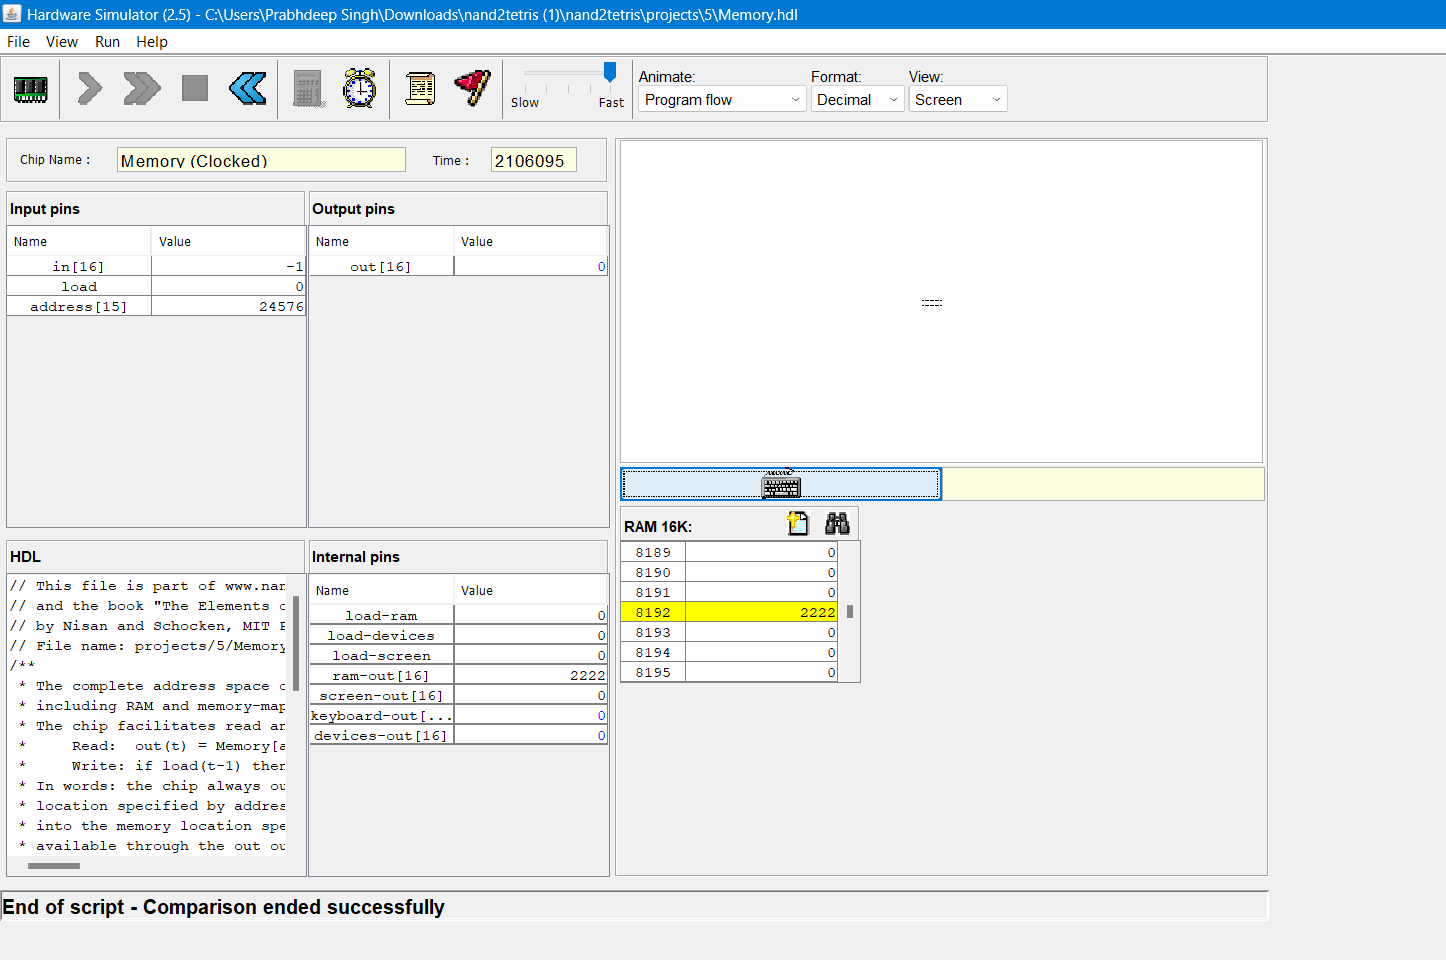 Hardware Simulator (2.5) - C:\Users\Prabhdeep Singh\Downloads\nand2tetris (1)\nand2tetris\projects\5\Memory.hdl
File View Run Help
Slow Fast
Animate: Format: View:
Program flow Decimal Screen
Chip Name : Memory (Clocked) Time : 2106095
Input pins
Name Value
in[16] -1
load 0
address[15] 24576
Output pins
Name Value
out[16] 0
HDL
// This file is part of www.nan
// and the book "The Elements o
// by Nisan and Schocken, MIT P
// File name: projects/5/Memory
/**
* The complete address space o
* including RAM and memory-map
* The chip facilitates read an
* Read: out(t) = Memory[a
* Write: if load(t-1) then
* In words: the chip always ou
* location specified by addres
* into the memory location spe
* available through the out ou
Internal pins
Name Value
load-ram 0
load-devices 0
load-screen 0
ram-out[16] 2222
screen-out[16] 0
keyboard-out[... 0
devices-out[16] 0
RAM 16K:
8189 0
8190 0
8191 0
8192 2222
8193 0
8194 0
8195 0
End of script - Comparison ended successfully